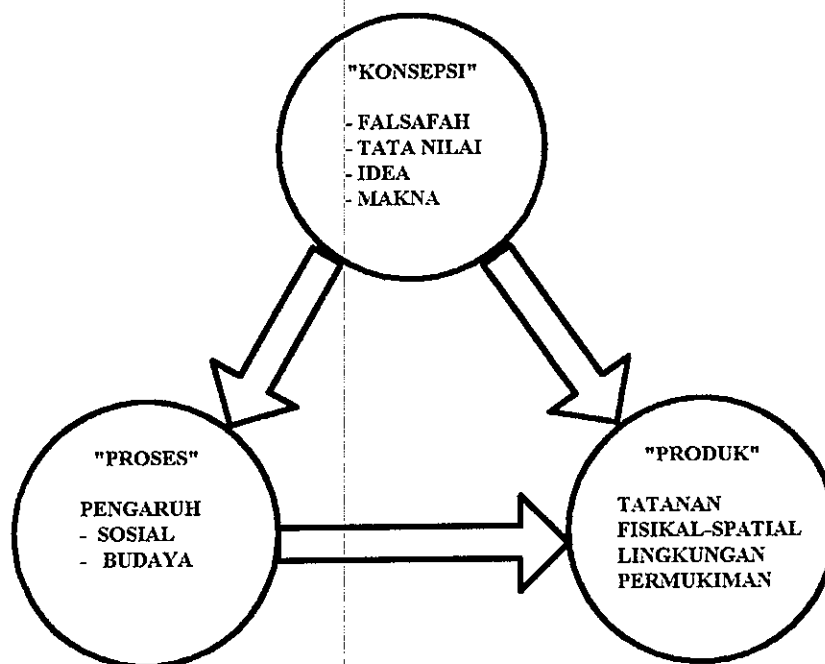 "KONSEPSI"
- FALSAFAH
- TATA NILAI
- IDEA
- MAKNA
"PROSES"
PENGARUH
- SOSIAL
- BUDAYA
"PRODUK"
TATANAN
FISIKAL-SPATIAL
LINGKUNGAN
PERMUKIMAN